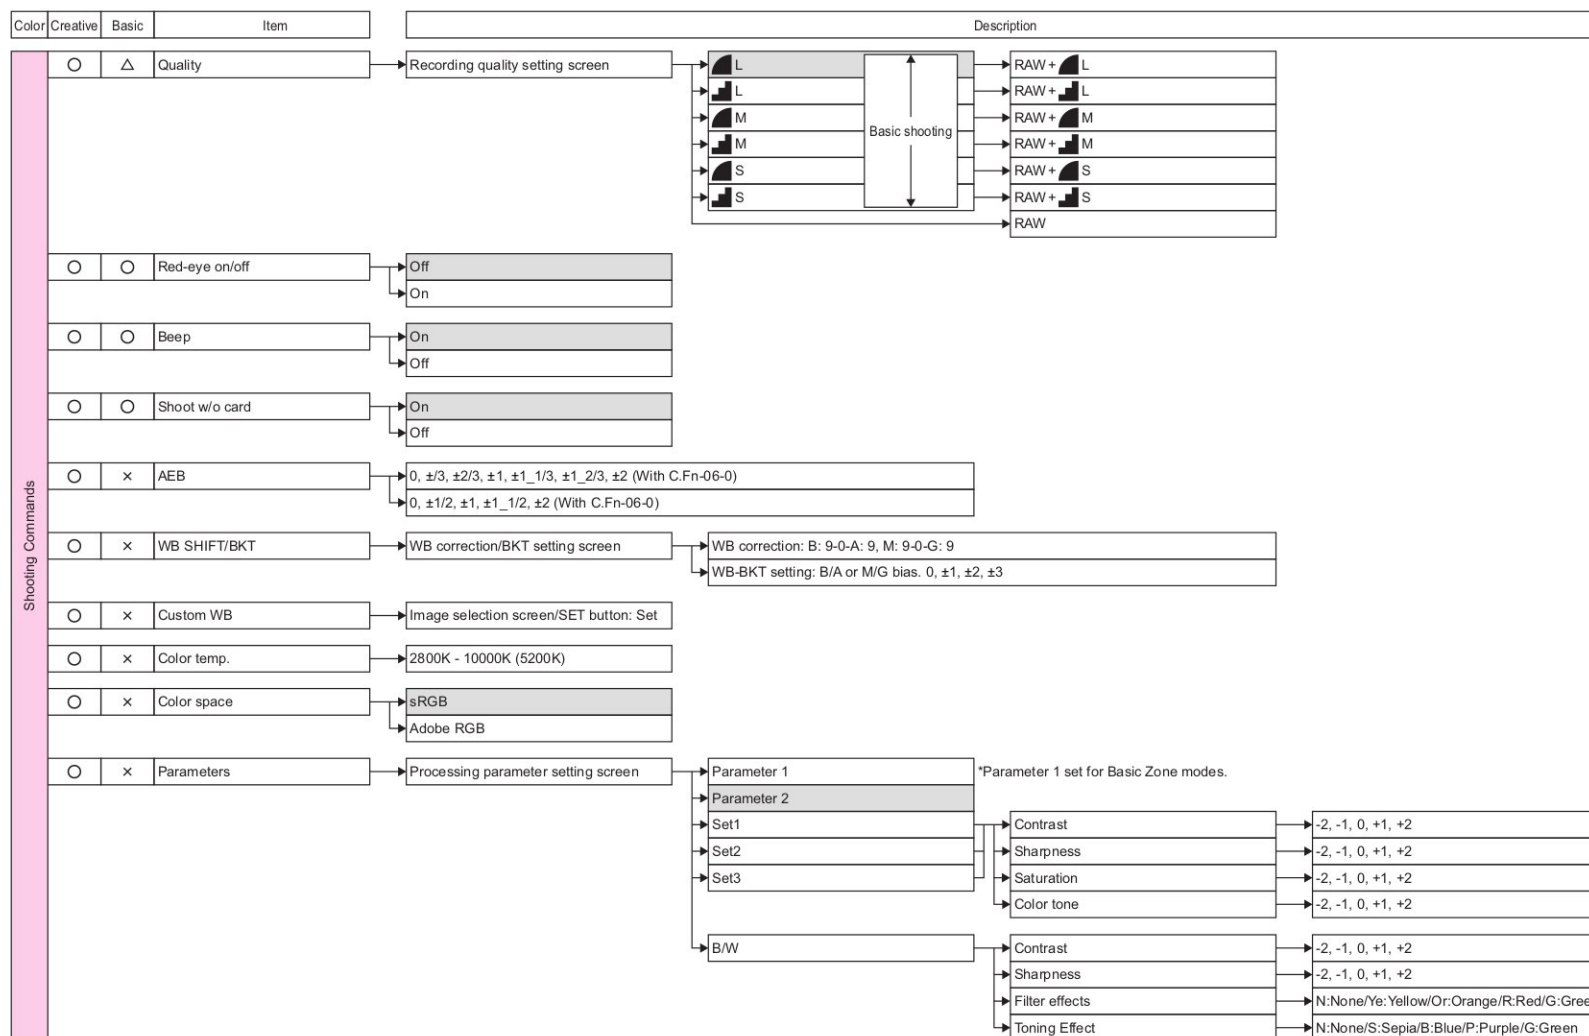 Color Creative Basic Item Description
Shooting Commands
○ △ Quality Recording quality setting screen L RAW + L
L RAW + L
M RAW + M
Basic shooting
M RAW + M
S RAW + S
S RAW + S
RAW
○ ○ Red-eye on/off Off
On
○ ○ Beep On
Off
○ ○ Shoot w/o card On
Off
○ × AEB 0, ±/3, ±2/3, ±1, ±1_1/3, ±1_2/3, ±2 (With C.Fn-06-0)
0, ±1/2, ±1, ±1_1/2, ±2 (With C.Fn-06-0)
○ × WB SHIFT/BKT WB correction/BKT setting screen WB correction: B: 9-0-A: 9, M: 9-0-G: 9
WB-BKT setting: B/A or M/G bias. 0, ±1, ±2, ±3
○ × Custom WB Image selection screen/SET button: Set
○ × Color temp. 2800K - 10000K (5200K)
○ × Color space sRGB
Adobe RGB
○ × Parameters Processing parameter setting screen Parameter 1 *Parameter 1 set for Basic Zone modes.
Parameter 2
Set1 Contrast -2, -1, 0, +1, +2
Set2 Sharpness -2, -1, 0, +1, +2
Set3 Saturation -2, -1, 0, +1, +2
Color tone -2, -1, 0, +1, +2
B/W Contrast -2, -1, 0, +1, +2
Sharpness -2, -1, 0, +1, +2
Filter effects N:None/Ye:Yellow/Or:Orange/R:Red/G:Gree
Toning Effect N:None/S:Sepia/B:Blue/P:Purple/G:Green